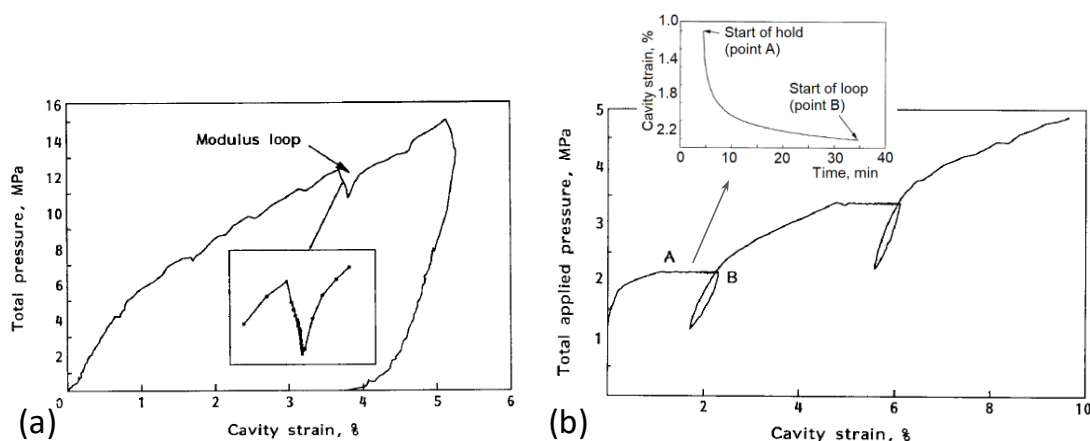 16
14
12
10
8
6
4
2
0
1
2
3
4
5
6
Total pressure, MPa
Modulus loop
Cavity strain, %
(a)
1.0
1.4
1.8
2.2
0
10
20
30
40
Cavity strain, %
Time, min
Start of hold
(point A)
Start of loop
(point B)
5
4
3
2
1
2
4
6
8
10
Total applied pressure, MPa
A
B
Cavity strain, %
(b)